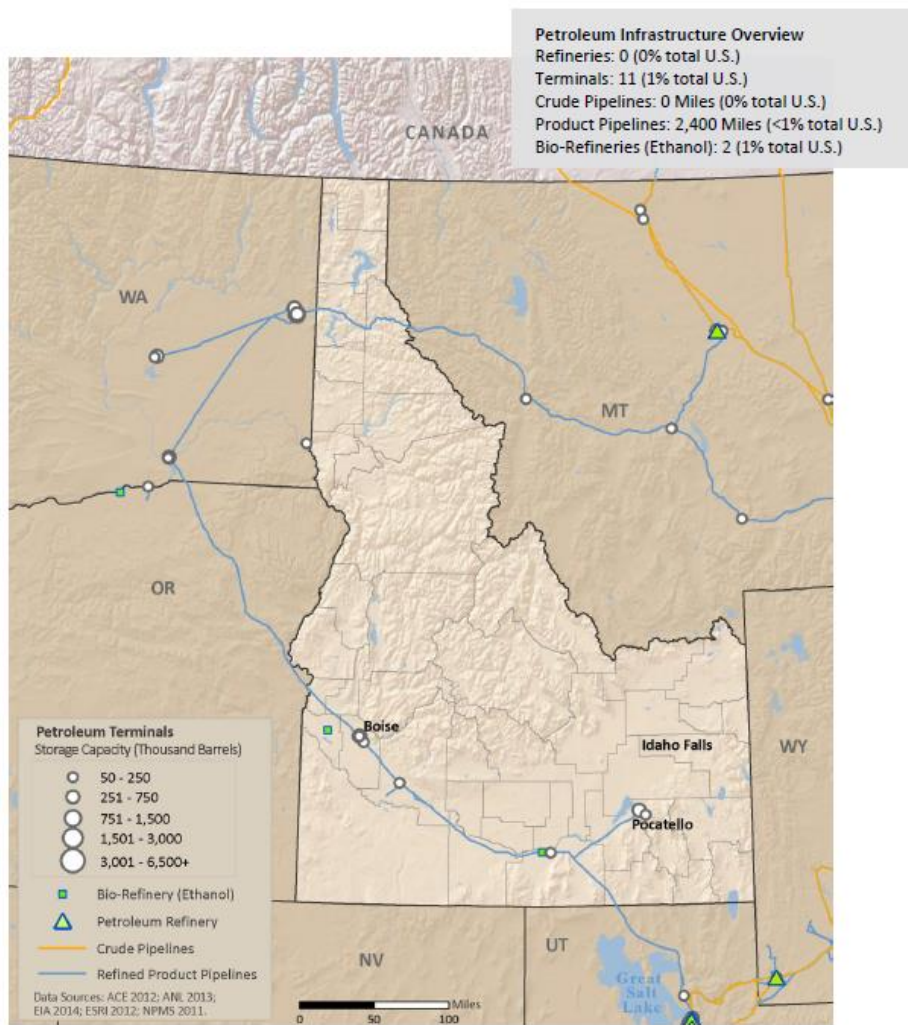 Petroleum Infrastructure Overview
Refineries: 0 (0% total U.S.)
Terminals: 11 (1% total U.S.)
Crude Pipelines: 0 Miles (0% total U.S.)
Product Pipelines: 2,400 Miles (<1% total U.S.)
Bio-Refineries (Ethanol): 2 (1% total U.S.)
CANADA
WA
MT
OR
Boise
Idaho Falls
WY
Pocatello
Petroleum Terminals
Storage Capacity (Thousand Barrels)
50 - 250
251 - 750
751 - 1,500
1,501 - 3,000
3,001 - 6,500+
Bio-Refinery (Ethanol)
Petroleum Refinery
Crude Pipelines
Refined Product Pipelines
Data Sources: ACE 2012; ANL 2013;
EIA 2014; ESRI 2012; NPMS 2011.
NV
UT
Great
Salt
Lake
Miles
0 50 100